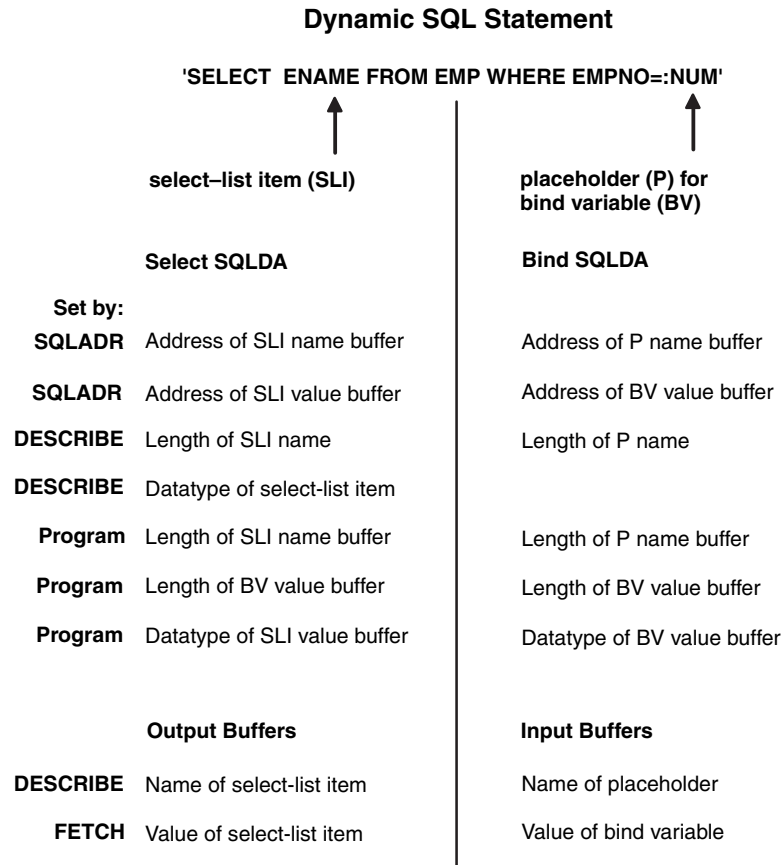 Dynamic SQL Statement
'SELECT ENAME FROM EMP WHERE EMPNO=:NUM'
select–list item (SLI)
placeholder (P) for
bind variable (BV)
Select SQLDA
Bind SQLDA
Set by:
SQLADR Address of SLI name buffer Address of P name buffer
SQLADR Address of SLI value buffer Address of BV value buffer
DESCRIBE Length of SLI name Length of P name
DESCRIBE Datatype of select-list item
Program Length of SLI name buffer Length of P name buffer
Program Length of BV value buffer Length of BV value buffer
Program Datatype of SLI value buffer Datatype of BV value buffer
Output Buffers Input Buffers
DESCRIBE Name of select-list item Name of placeholder
FETCH Value of select-list item Value of bind variable